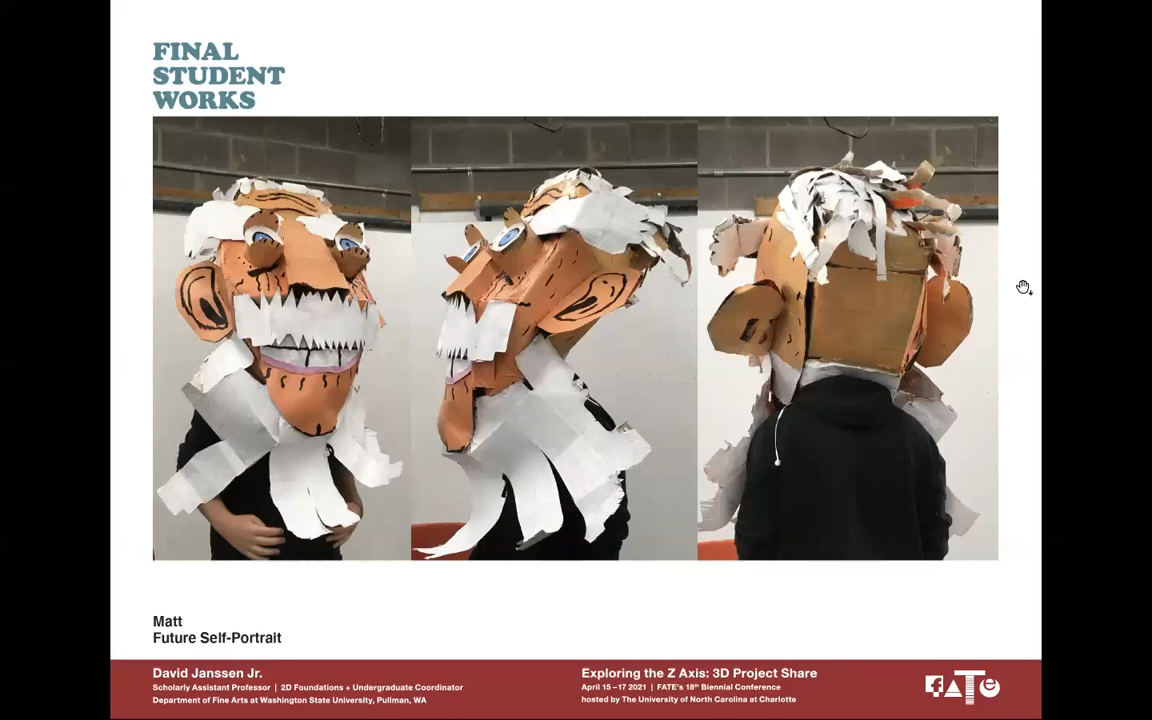 FINAL
STUDENT
WORKS
Matt
Future Self-Portrait
David Janssen Jr.
Scholarly Assistant Professor | 2D Foundations + Undergraduate Coordinator
Department of Fine Arts at Washington State University, Pullman, WA
Exploring the Z Axis: 3D Project Share
April 15 – 17 2021 | FATE's 18th Biennial Conference
hosted by The University of North Carolina at Charlotte
fATe